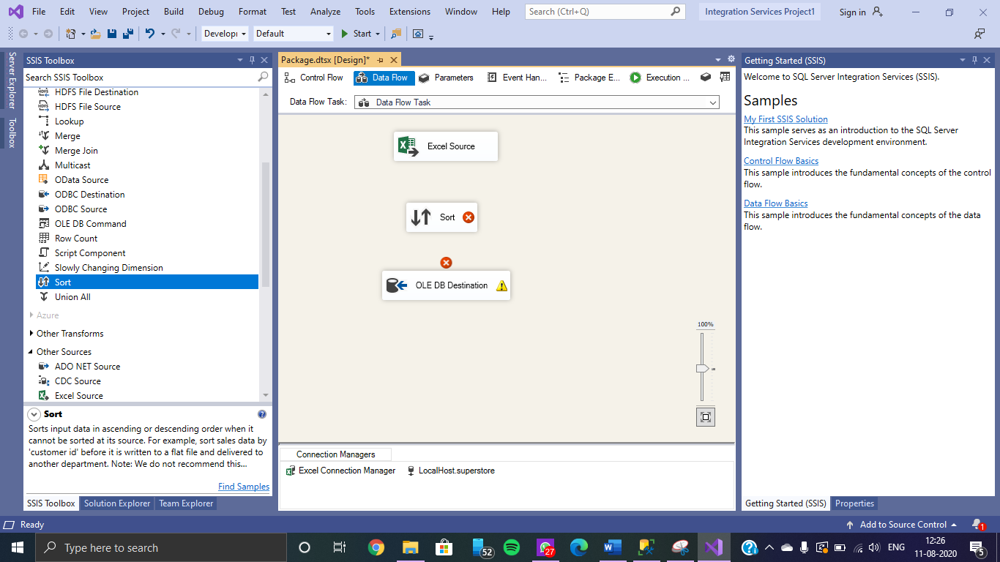 File Edit View Project Build Debug Format Test Analyze Tools Extensions Window Help Search (Ctrl+Q) Integration Services Project1 Sign in
Developı Default Start
Server Explorer
Toolbox
SSIS Toolbox
Search SSIS Toolbox
HDFS File Destination
HDFS File Source
Lookup
Merge
Merge Join
Multicast
OData Source
ODBC Destination
ODBC Source
OLE DB Command
Row Count
Script Component
Slowly Changing Dimension
Sort
Union All
Azure
Other Transforms
Other Sources
ADO NET Source
CDC Source
Excel Source
Sort
Sorts input data in ascending or descending order when it
cannot be sorted at its source. For example, sort sales data by
'customer id' before it is written to a flat file and delivered to
another department. Note: We do not recommend this...
Find Samples
SSIS Toolbox Solution Explorer Team Explorer
Package.dtsx [Design]*
Control Flow Data Flow Parameters Event Han... Package E... Execution ...
Data Flow Task: Data Flow Task
Excel Source
Sort
OLE DB Destination
100%
Connection Managers
Excel Connection Manager LocalHost.superstore
Getting Started (SSIS)
Welcome to SQL Server Integration Services (SSIS).
Samples
My First SSIS Solution
This sample serves as an introduction to the SQL Server
Integration Services development environment.
Control Flow Basics
This sample introduces the fundamental concepts of the control
flow.
Data Flow Basics
This sample introduces the fundamental concepts of the data
flow.
Getting Started (SSIS) Properties
Ready Add to Source Control 1
Type here to search 52 27 ENG 12:26
11-08-2020 5